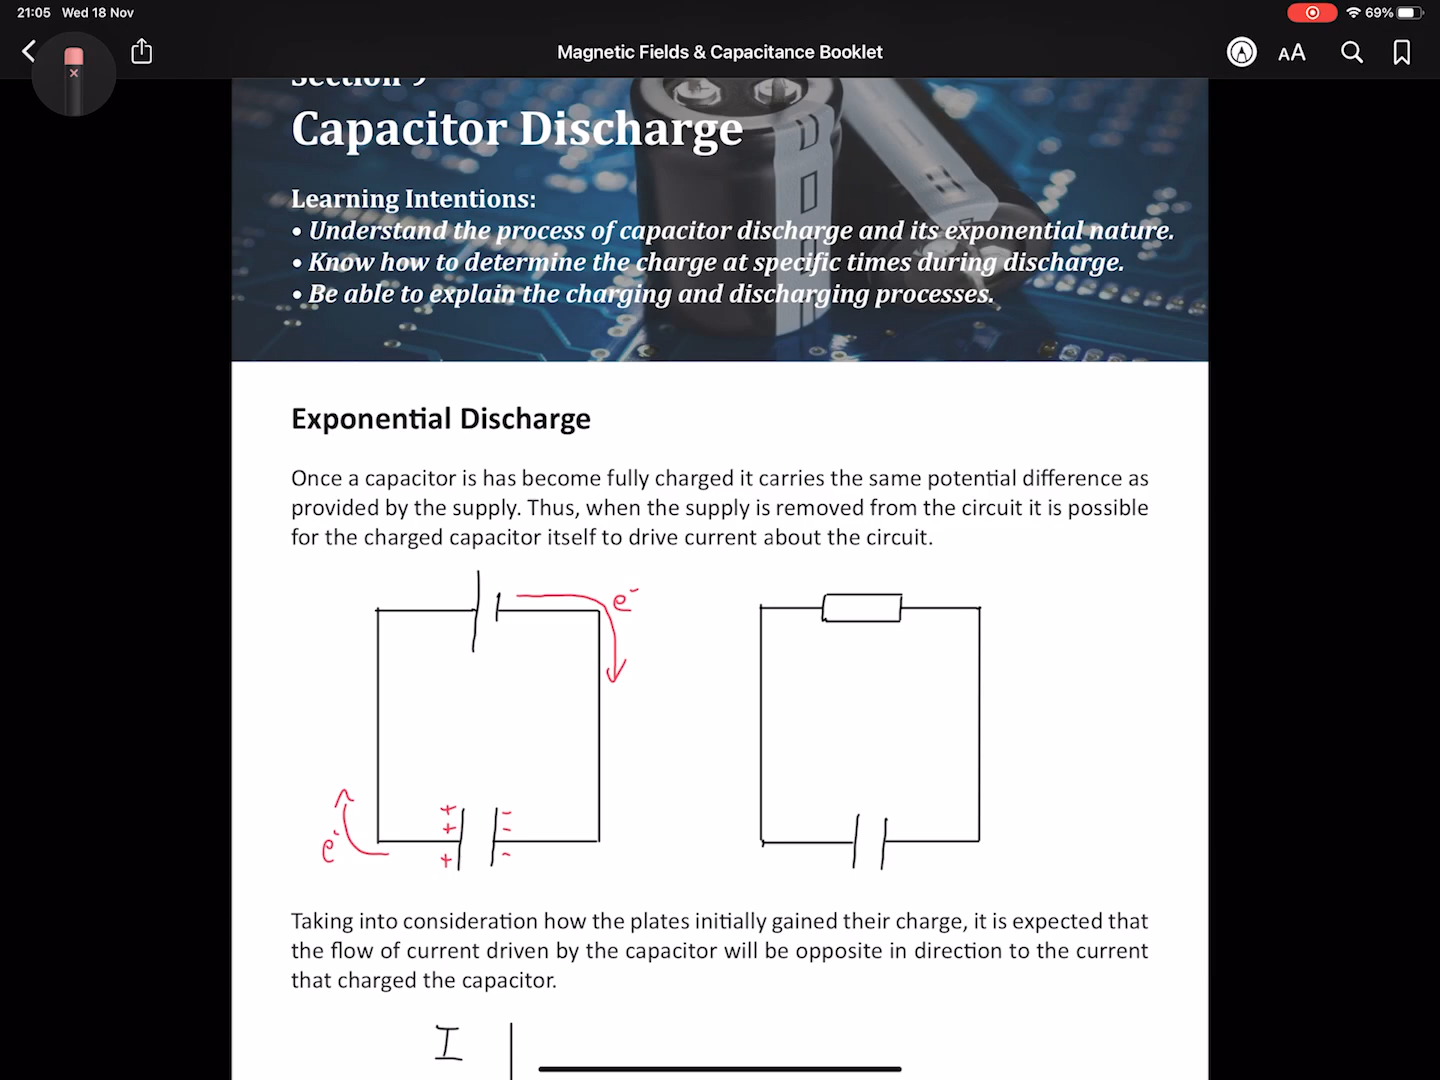 21:05 Wed 18 Nov
69%
Magnetic Fields & Capacitance Booklet
AA
Section 9
Capacitor Discharge
Learning Intentions:
• Understand the process of capacitor discharge and its exponential nature.
• Know how to determine the charge at specific times during discharge.
• Be able to explain the charging and discharging processes.
Exponential Discharge
Once a capacitor is has become fully charged it carries the same potential difference as
provided by the supply. Thus, when the supply is removed from the circuit it is possible
for the charged capacitor itself to drive current about the circuit.
e⁻
+ −
+ −
+ −
e⁻
Taking into consideration how the plates initially gained their charge, it is expected that
the flow of current driven by the capacitor will be opposite in direction to the current
that charged the capacitor.
I